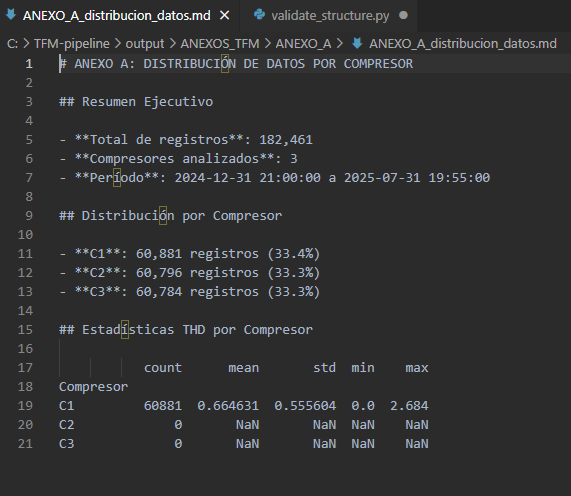 ANEXO_A_distribucion_datos.md
validate_structure.py
C: > TFM-pipeline > output > ANEXOS_TFM > ANEXO_A > ANEXO_A_distribucion_datos.md
1 # ANEXO A: DISTRIBUCIÓN DE DATOS POR COMPRESOR
2
3 ## Resumen Ejecutivo
4
5 - **Total de registros**: 182,461
6 - **Compresores analizados**: 3
7 - **Período**: 2024-12-31 21:00:00 a 2025-07-31 19:55:00
8
9 ## Distribución por Compresor
10
11 - **C1**: 60,881 registros (33.4%)
12 - **C2**: 60,796 registros (33.3%)
13 - **C3**: 60,784 registros (33.3%)
14
15 ## Estadísticas THD por Compresor
16
17 count mean std min max
18 Compresor
19 C1 60881 0.664631 0.555604 0.0 2.684
20 C2 0 NaN NaN NaN NaN
21 C3 0 NaN NaN NaN NaN